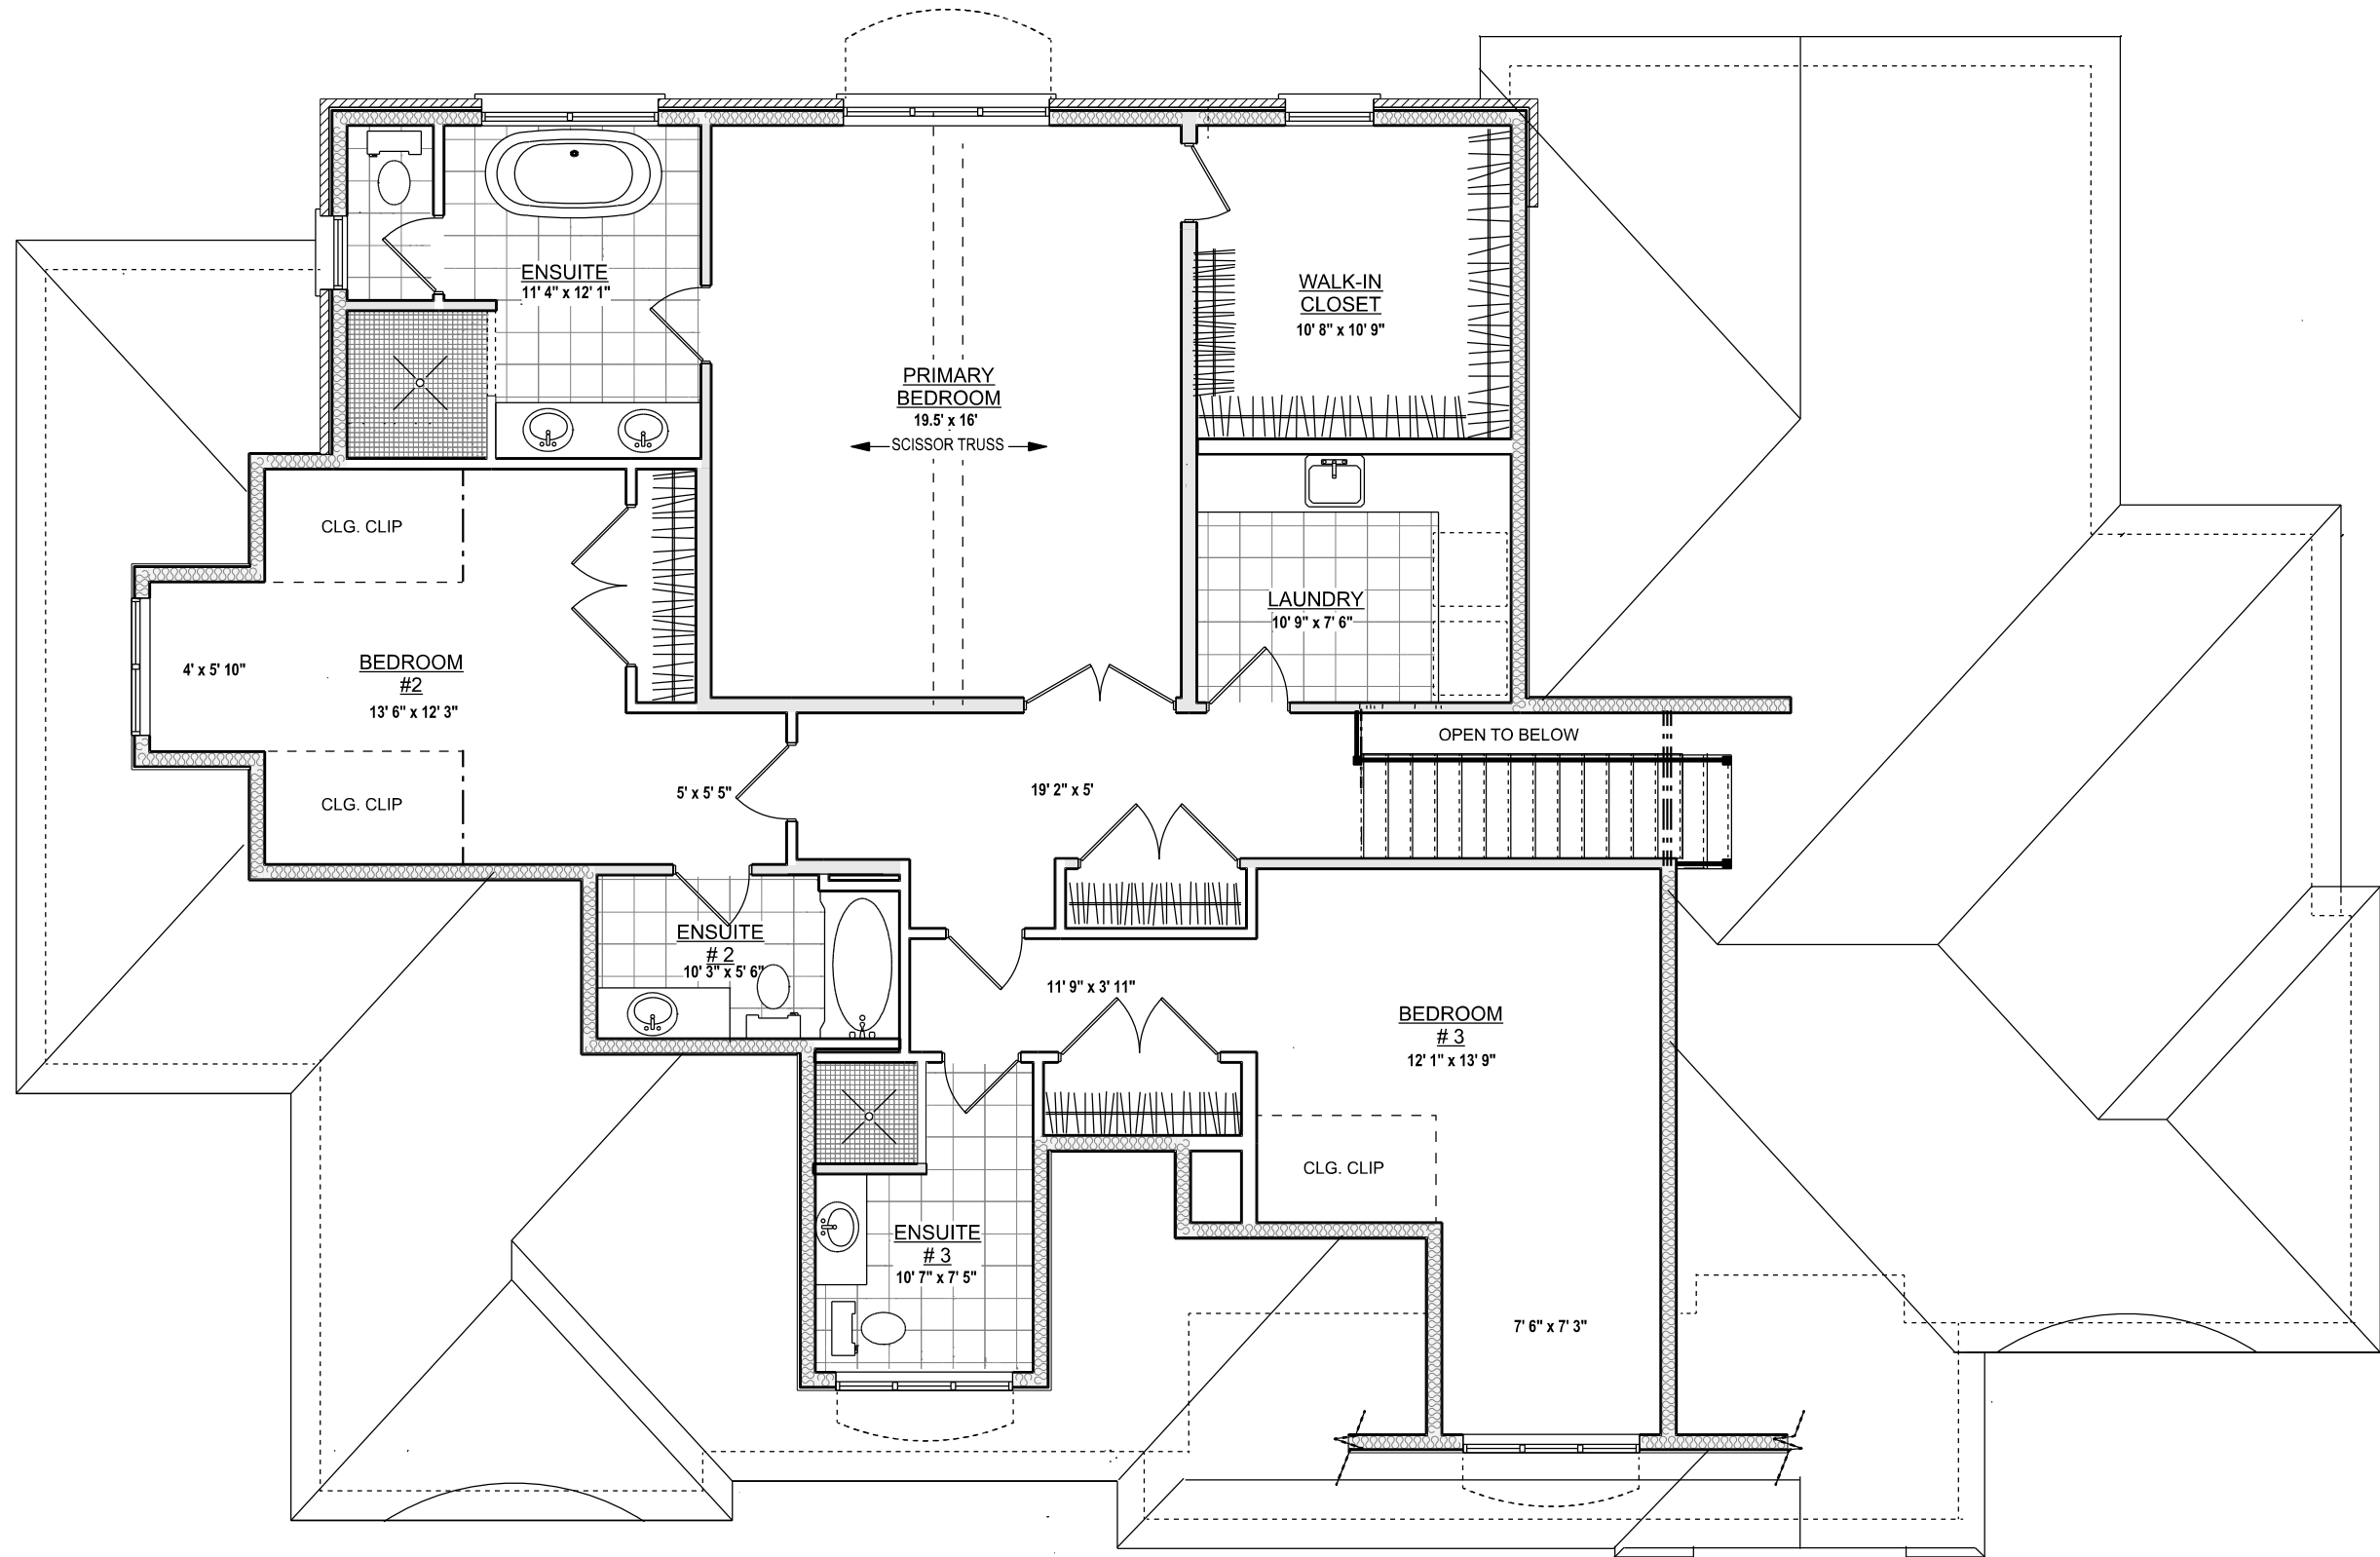 ENSUITE
11' 4" x 12' 1"
WALK-IN
CLOSET
10' 8" x 10' 9"
PRIMARY
BEDROOM
19.5' x 16'
SCISSOR TRUSS
CLG. CLIP
LAUNDRY
10' 9" x 7' 6"
4' x 5' 10"
BEDROOM
#2
13' 6" x 12' 3"
OPEN TO BELOW
CLG. CLIP
5' x 5' 5"
19' 2" x 5'
ENSUITE
# 2
10' 3" x 5' 6"
11' 9" x 3' 11"
BEDROOM
# 3
12' 1" x 13' 9"
CLG. CLIP
ENSUITE
# 3
10' 7" x 7' 5"
7' 6" x 7' 3"